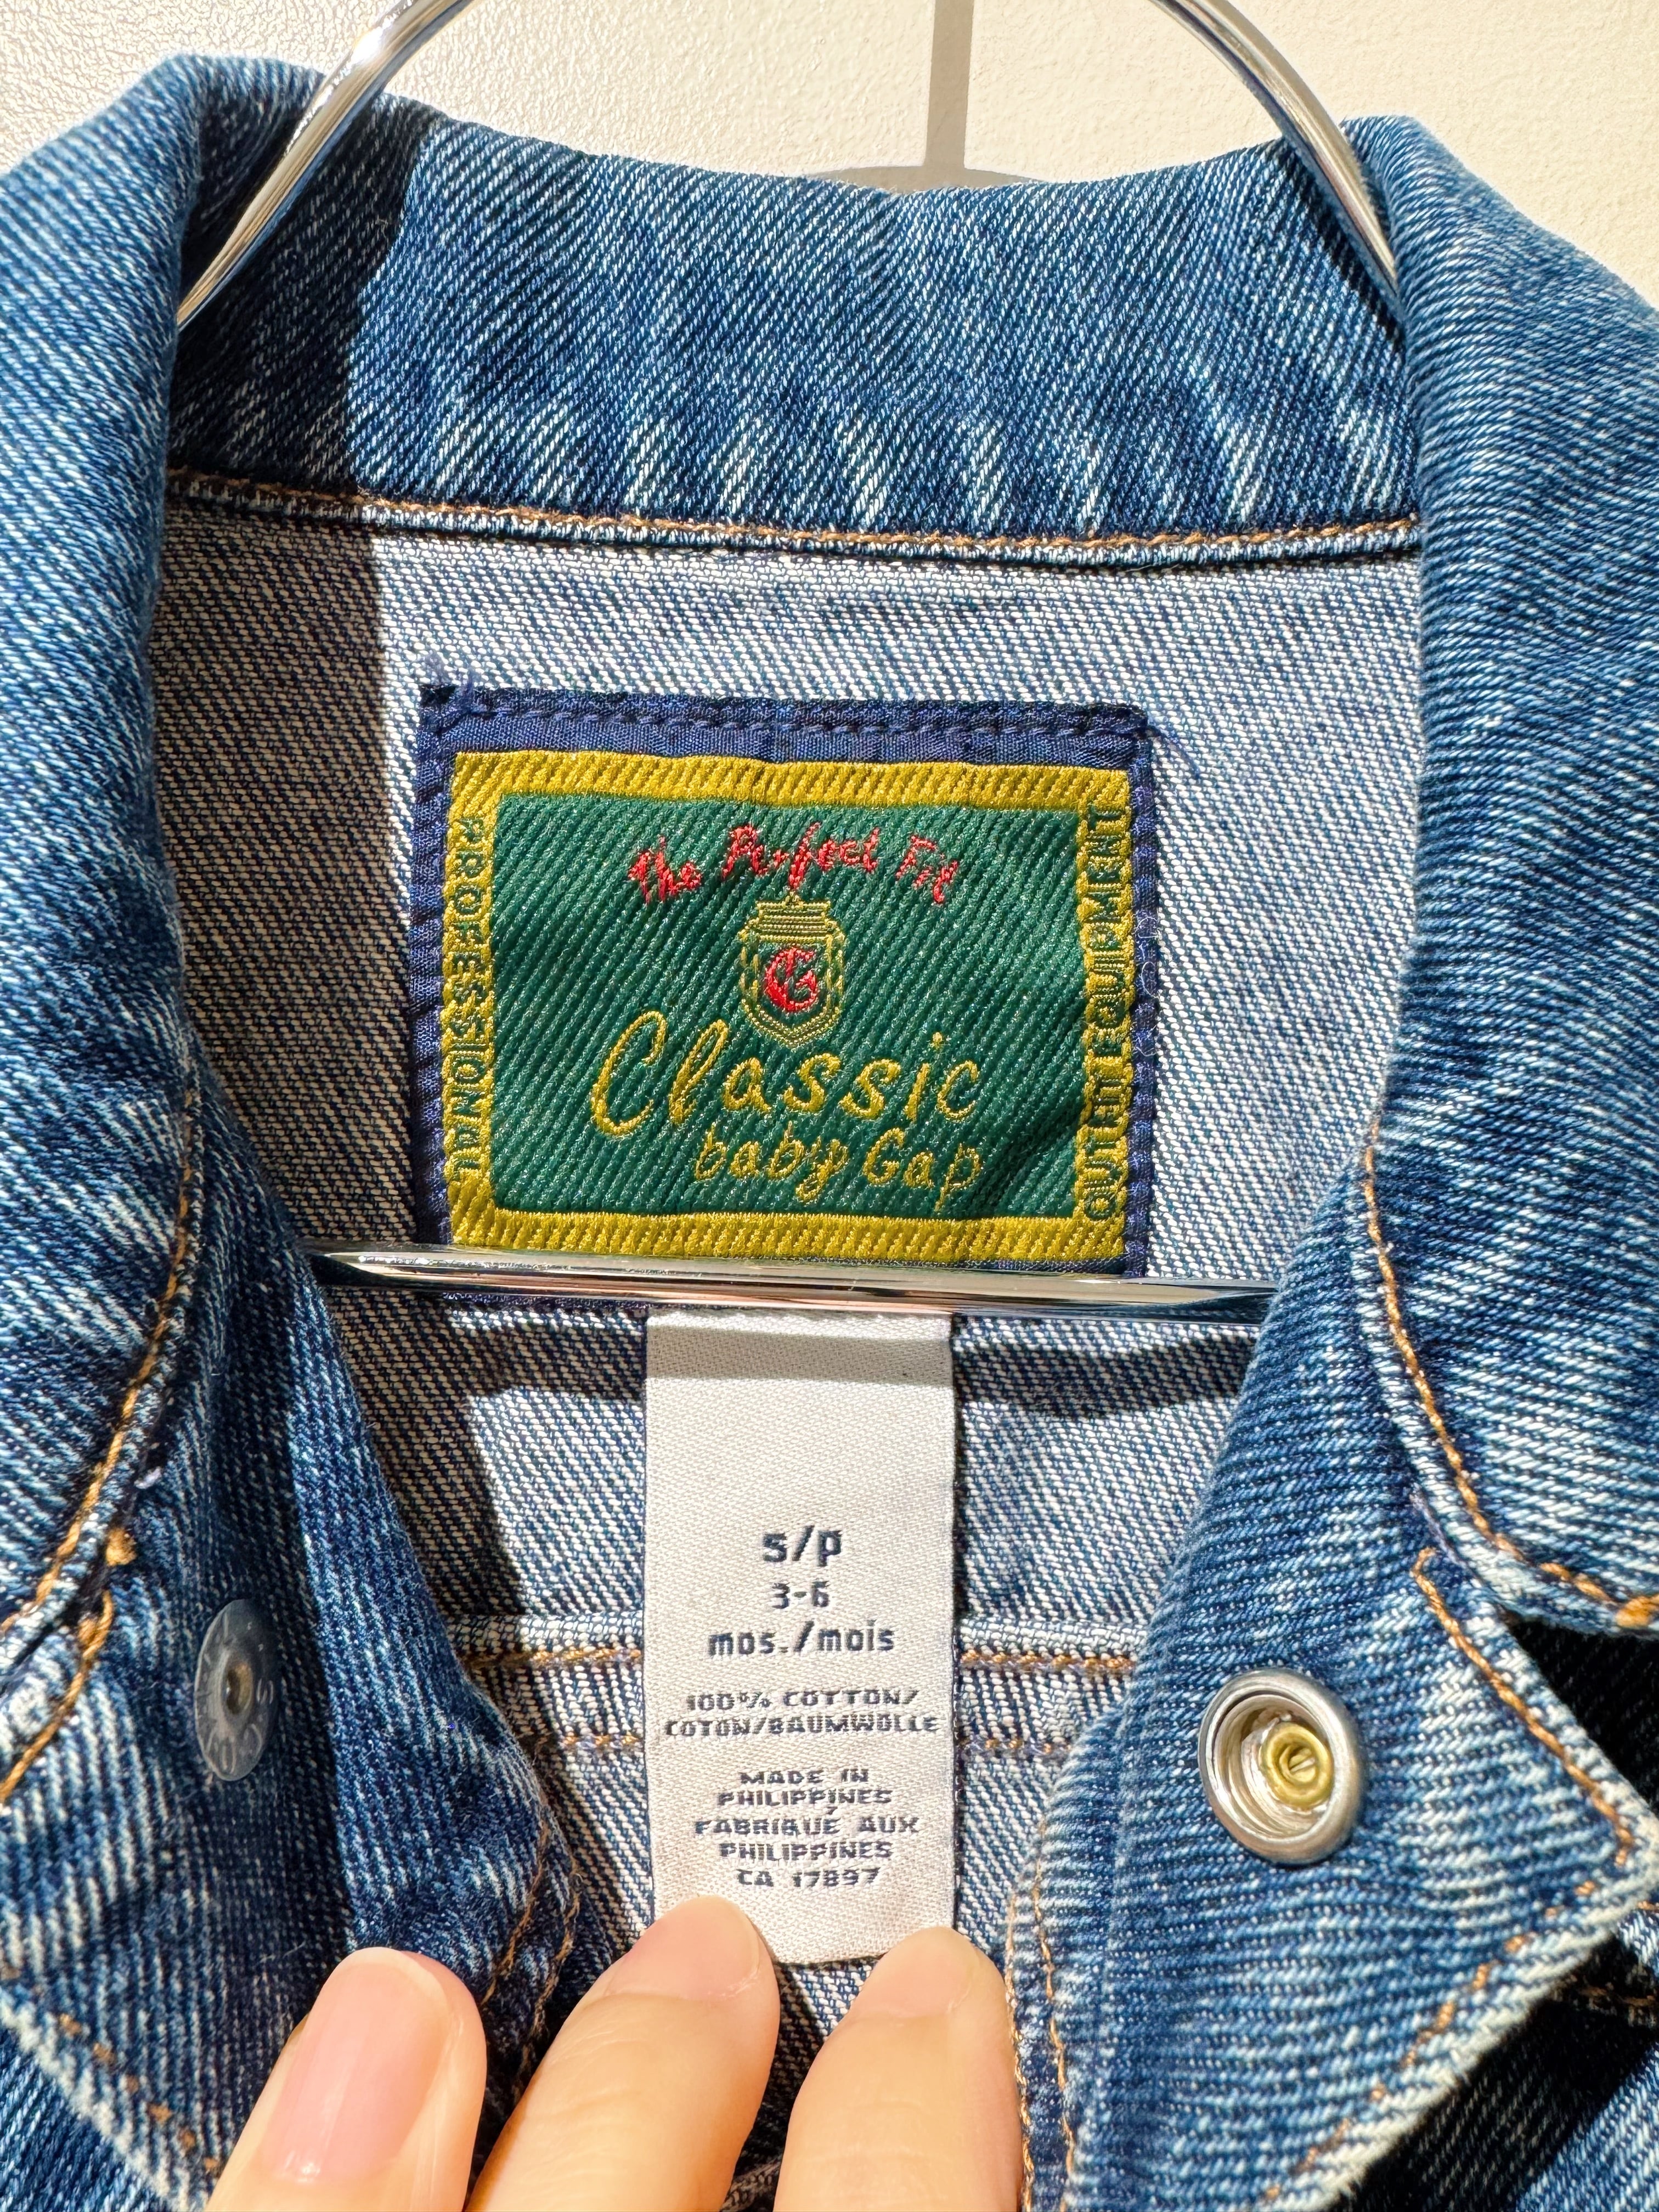 The Perfect Fit
G
Classic
baby Gap
PROFESSIONAL
OUTFIT EQUIPMENT
s/p
3-6
mos./mois
100% COTTON/
COTON/BAUMWOLLE
MADE IN
PHILIPPINES
FABRIQUÉ AUX
PHILIPPINES
CA 17897